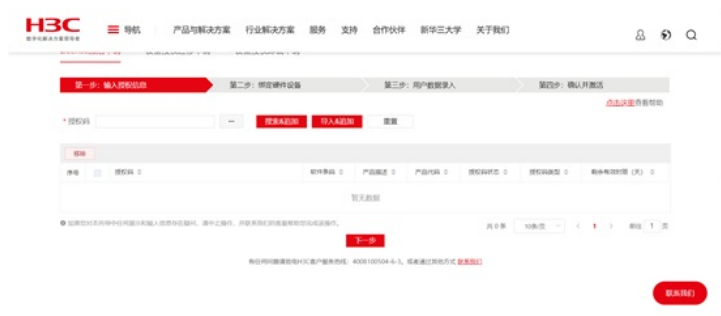 H3C
数字化解决方案领导者
导航 产品与解决方案 行业解决方案 服务 支持 合作伙伴 新华三大学 关于我们
第一步：输入授权信息 第二步：绑定硬件设备 第三步：用户数据录入 第四步：确认并激活
点击这里查看帮助
* 授权码 ... 搜索&追加 导入&追加 重置
移除
序号 授权码 软件条码 产品描述 产品代码 授权码状态 授权码类型 剩余有效时间（天）
暂无数据
共 0 条 10条/页 < 1 > 前往 1 页
下一步
有任何问题请致电H3C客户服务热线：4008100504-6-3，或者通过其他方式 联系我们
联系我们